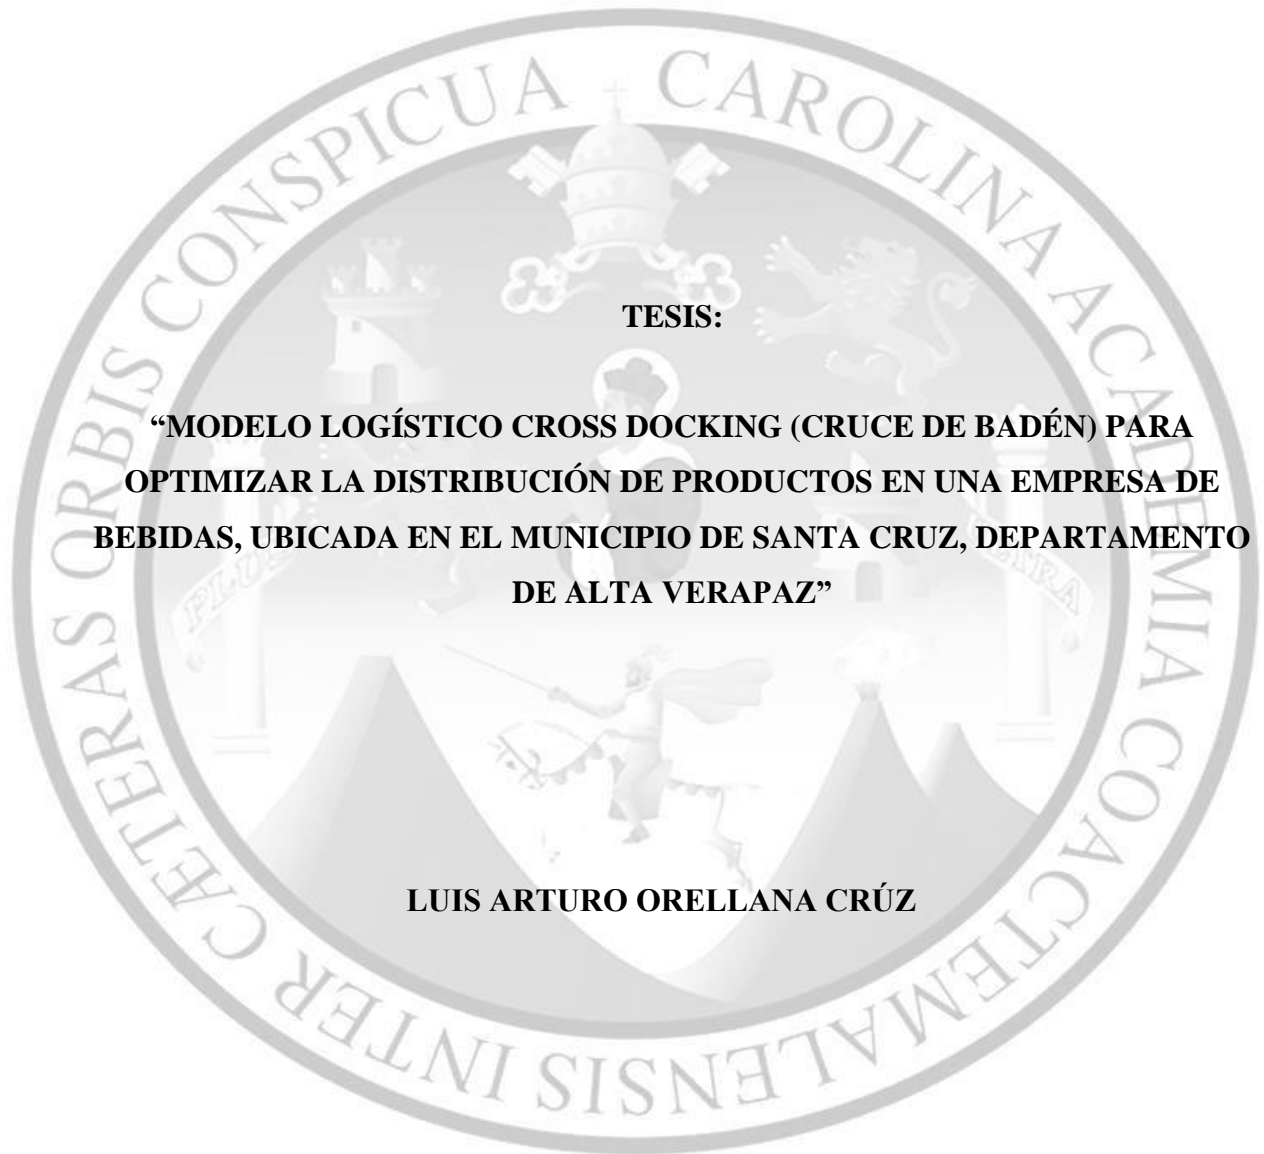 CAROLINA ACADEMIA COACTEMALENSIS INTER CÆTERAS ORBIS CONSPICUA
TESIS:
“MODELO LOGÍSTICO CROSS DOCKING (CRUCE DE BADÉN) PARA
OPTIMIZAR LA DISTRIBUCIÓN DE PRODUCTOS EN UNA EMPRESA DE
BEBIDAS, UBICADA EN EL MUNICIPIO DE SANTA CRUZ, DEPARTAMENTO
DE ALTA VERAPAZ”
LUIS ARTURO ORELLANA CRÚZ